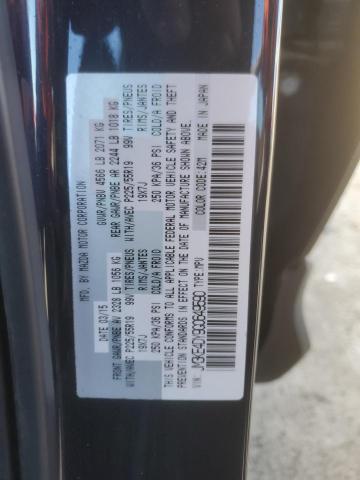 MFD. BY MAZDA MOTOR CORPORATION
DATE: 03/15 GVWR/PNBV 4566 LB 2071 KG
FRONT GAWR/PNBE AV 2328 LB 1056 KG REAR GAWR/PNBE AR 2244 LB 1018 KG
WITH/AVEC P225/55R19 99V TIRES/PNEUS WITH/AVEC P225/55R19 99V TIRES/PNEUS
19X7J RIMS/JANTES 19X7J RIMS/JANTES
250 KPA/36 PSI COLD/A FROID 250 KPA/36 PSI COLD/A FROID
THIS VEHICLE CONFORMS TO ALL APPLICABLE FEDERAL MOTOR VEHICLE SAFETY AND THEFT
PREVENTION STANDARDS IN EFFECT ON THE DATE OF MANUFACTURE SHOWN ABOVE.
TYPE: MPV COLOR: 42M MADE IN JAPAN
VIN: